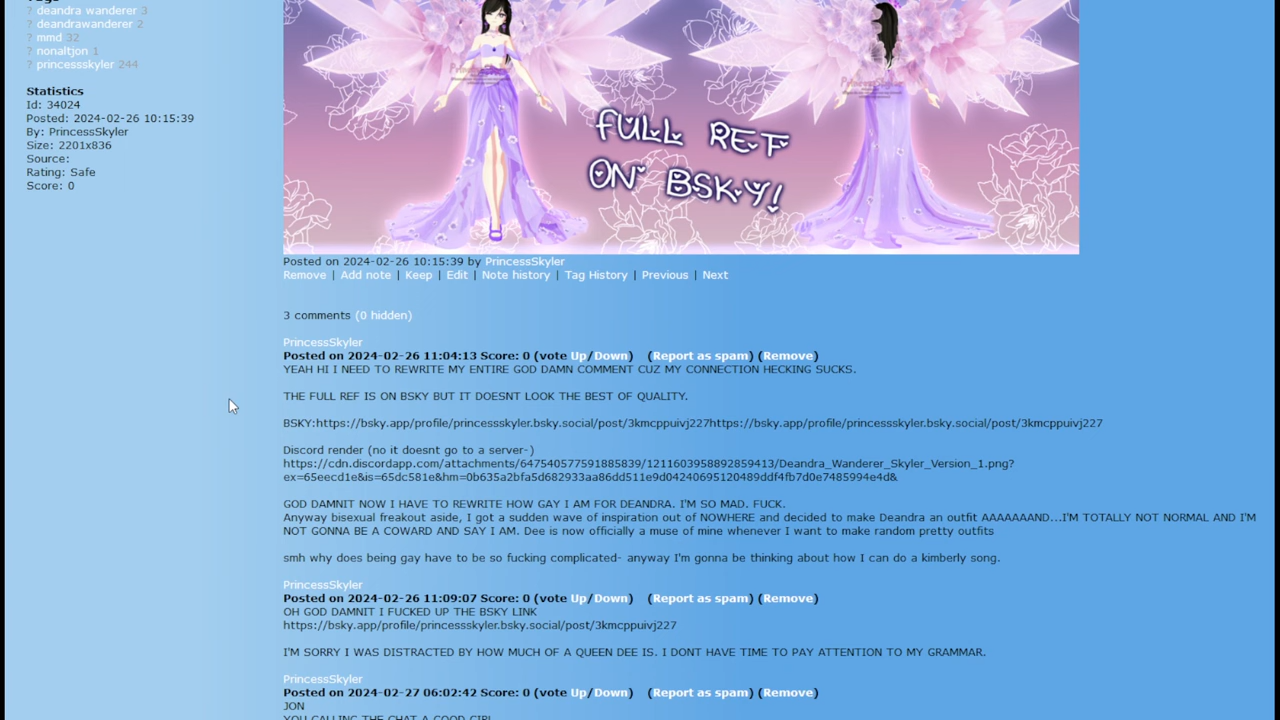 ? deandra wanderer 3
? deandrawanderer 2
? mmd 32
? nonaltjon 1
? princessskyler 244
Statistics
Id: 34024
Posted: 2024-02-26 10:15:39
By: PrincessSkyler
Size: 2201x836
Source:
Rating: Safe
Score: 0
FULL REF
ON BSKY!
Posted on 2024-02-26 10:15:39 by PrincessSkyler
Remove | Add note | Keep | Edit | Note history | Tag History | Previous | Next
3 comments (0 hidden)
PrincessSkyler
Posted on 2024-02-26 11:04:13 Score: 0 (vote Up/Down) (Report as spam) (Remove)
YEAH HI I NEED TO REWRITE MY ENTIRE GOD DAMN COMMENT CUZ MY CONNECTION HECKING SUCKS.
THE FULL REF IS ON BSKY BUT IT DOESNT LOOK THE BEST OF QUALITY.
BSKY:https://bsky.app/profile/princessskyler.bsky.social/post/3kmcppuivj227https://bsky.app/profile/princessskyler.bsky.social/post/3kmcppuivj227
Discord render (no it doesnt go to a server-)
https://cdn.discordapp.com/attachments/647540577591885839/1211603958892859413/Deandra_Wanderer_Skyler_Version_1.png?
ex=65eecd1e&is=65dc581e&hm=0b635a2bfa5d682933aa86dd511e9d04240695120489ddf4fb7d0e7485994e4d&
GOD DAMNIT NOW I HAVE TO REWRITE HOW GAY I AM FOR DEANDRA. I'M SO MAD. FUCK.
Anyway bisexual freakout aside, I got a sudden wave of inspiration out of NOWHERE and decided to make Deandra an outfit AAAAAAAND...I'M TOTALLY NOT NORMAL AND I'M
NOT GONNA BE A COWARD AND SAY I AM. Dee is now officially a muse of mine whenever I want to make random pretty outfits
smh why does being gay have to be so fucking complicated- anyway I'm gonna be thinking about how I can do a kimberly song.
PrincessSkyler
Posted on 2024-02-26 11:09:07 Score: 0 (vote Up/Down) (Report as spam) (Remove)
OH GOD DAMNIT I FUCKED UP THE BSKY LINK
https://bsky.app/profile/princessskyler.bsky.social/post/3kmcppuivj227
I'M SORRY I WAS DISTRACTED BY HOW MUCH OF A QUEEN DEE IS. I DONT HAVE TIME TO PAY ATTENTION TO MY GRAMMAR.
PrincessSkyler
Posted on 2024-02-27 06:02:42 Score: 0 (vote Up/Down) (Report as spam) (Remove)
JON
YOU CALLING THE CHAT A GOOD GIRL